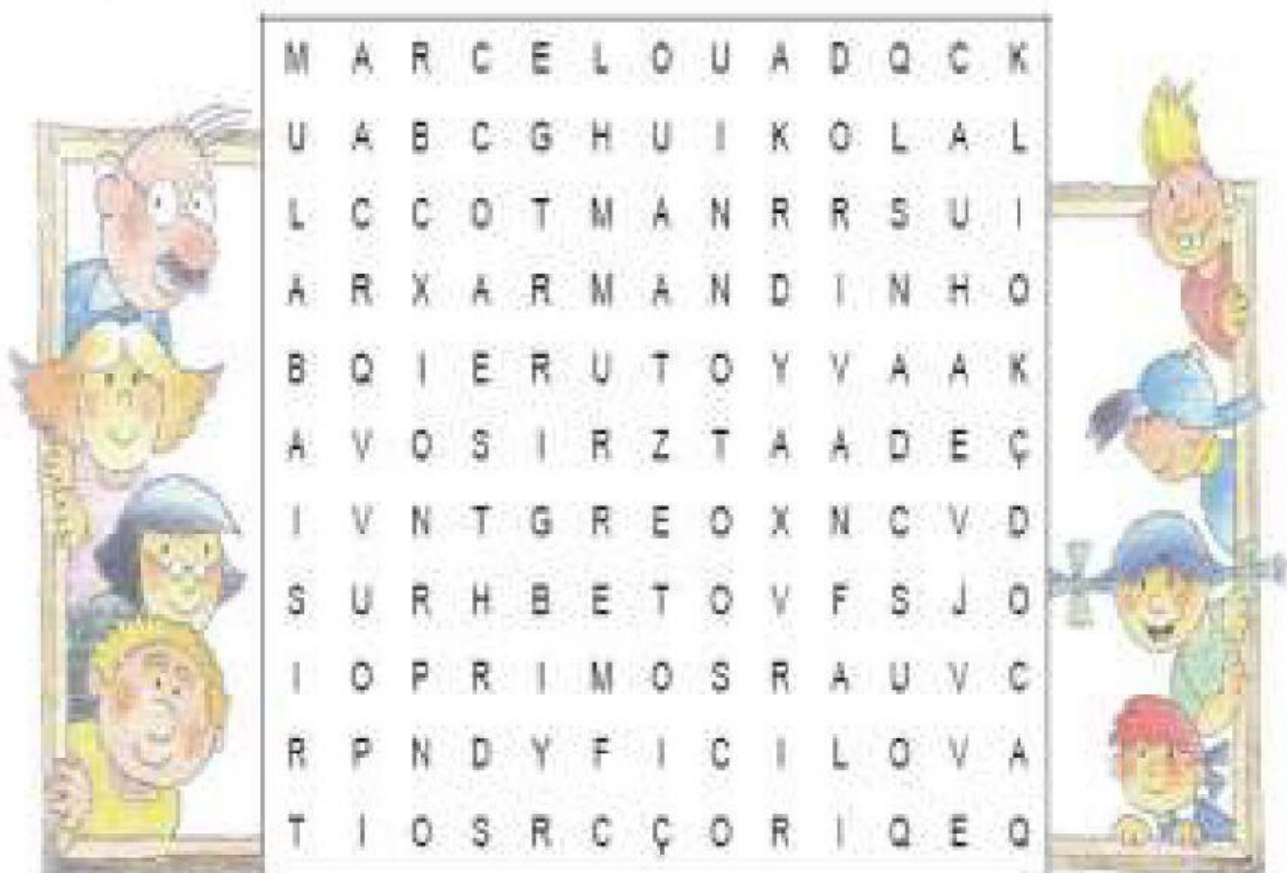 M A R C E L O U A D Q C K
U A B C G H U I K O L A L
L C C O T M A N R R S U I
A R X A R M A N D I N H O
B Q I E R U T O Y V A A K
A V O S I R Z T A A D E Ç
I V N T G R E O X N C V D
S U R H B E T O V F S J O
I O P R I M O S R A U V C
R P N D Y F I C I L O V A
T I O S R C Ç O R I Q E Q